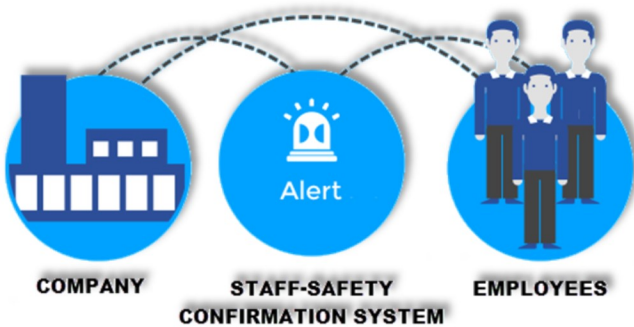 Alert
COMPANY
STAFF-SAFETY
CONFIRMATION SYSTEM
EMPLOYEES